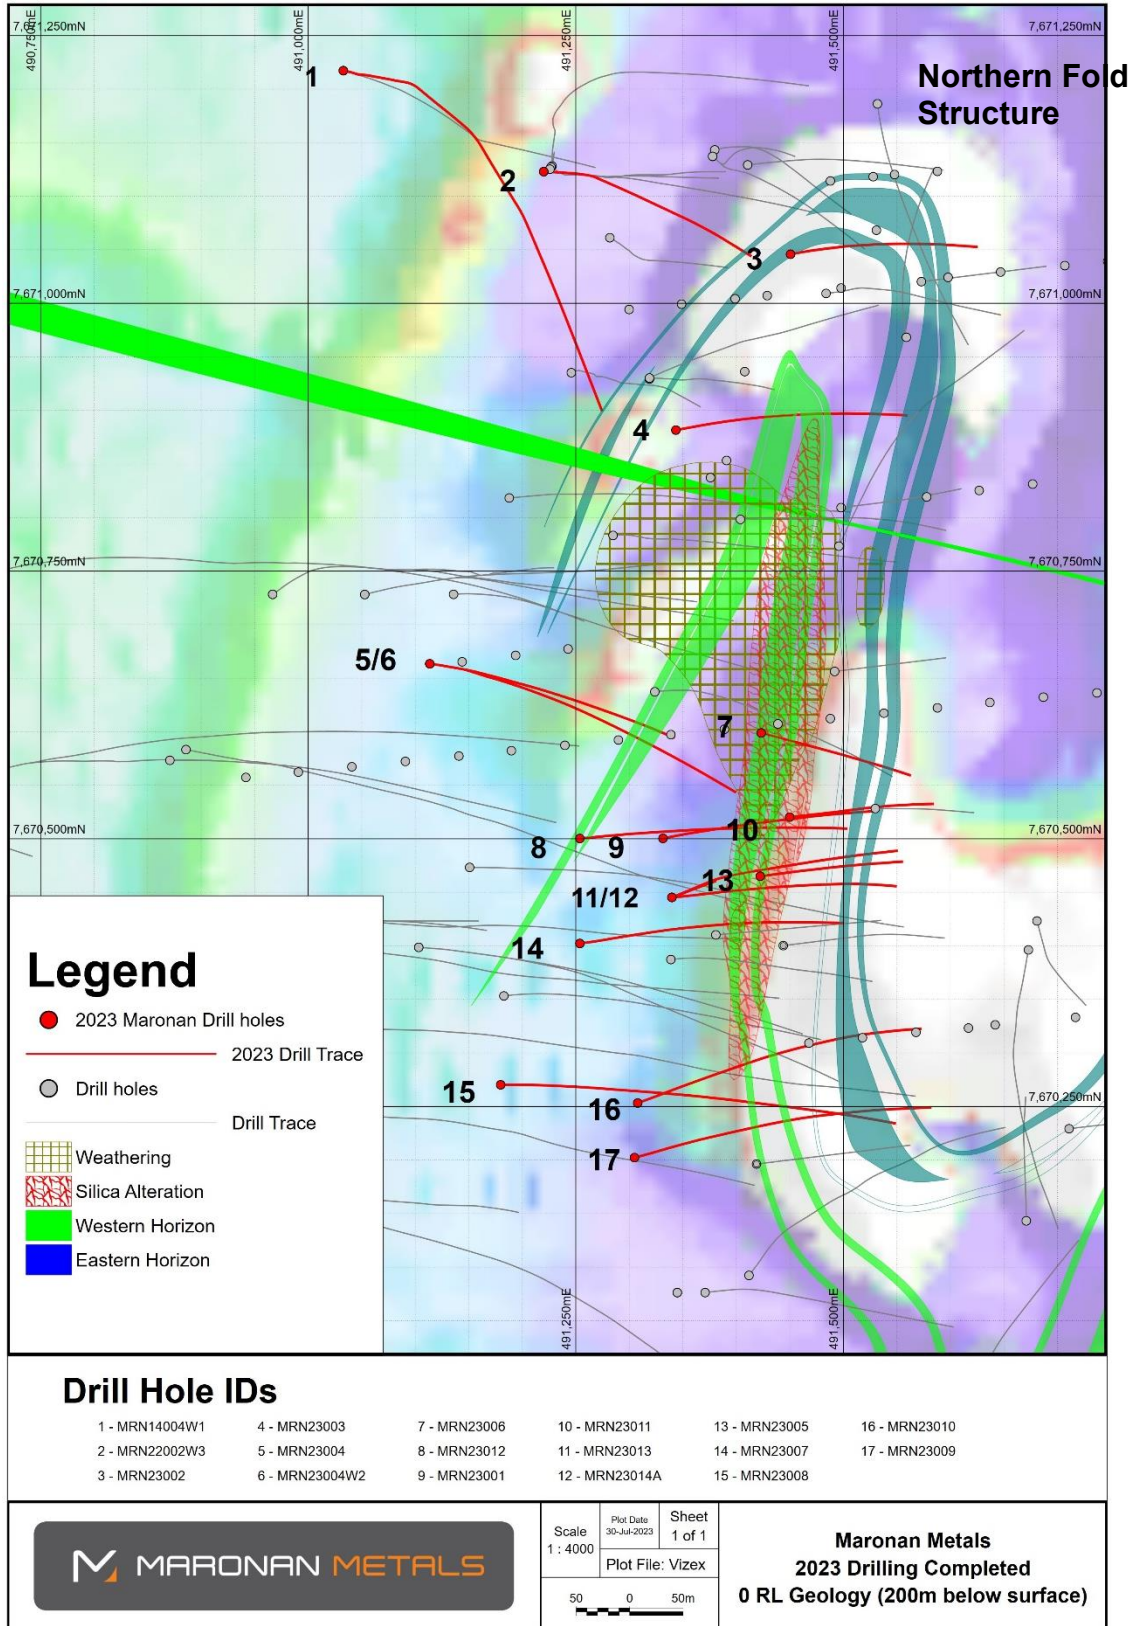 490,750mE
491,000mE
491,250mE
491,500mE
7,671,250mN
7,671,250mN
Northern Fold
Structure
1
2
3
7,671,000mN
7,671,000mN
4
7,670,750mN
7,670,750mN
5/6
7
7,670,500mN
7,670,500mN
8
9
10
11/12
13
14
15
16
17
7,670,250mN
491,250mE
491,500mE
Legend
2023 Maronan Drill holes
2023 Drill Trace
Drill holes
Drill Trace
Weathering
Silica Alteration
Western Horizon
Eastern Horizon
Drill Hole IDs
1 - MRN14004W1
4 - MRN23003
7 - MRN23006
10 - MRN23011
13 - MRN23005
16 - MRN23010
2 - MRN22002W3
5 - MRN23004
8 - MRN23012
11 - MRN23013
14 - MRN23007
17 - MRN23009
3 - MRN23002
6 - MRN23004W2
9 - MRN23001
12 - MRN23014A
15 - MRN23008
MARONAN METALS
Scale
1 : 4000
Plot Date
30-Jul-2023
Sheet
1 of 1
Plot File: Vizex
50 0 50m
Maronan Metals
2023 Drilling Completed
0 RL Geology (200m below surface)